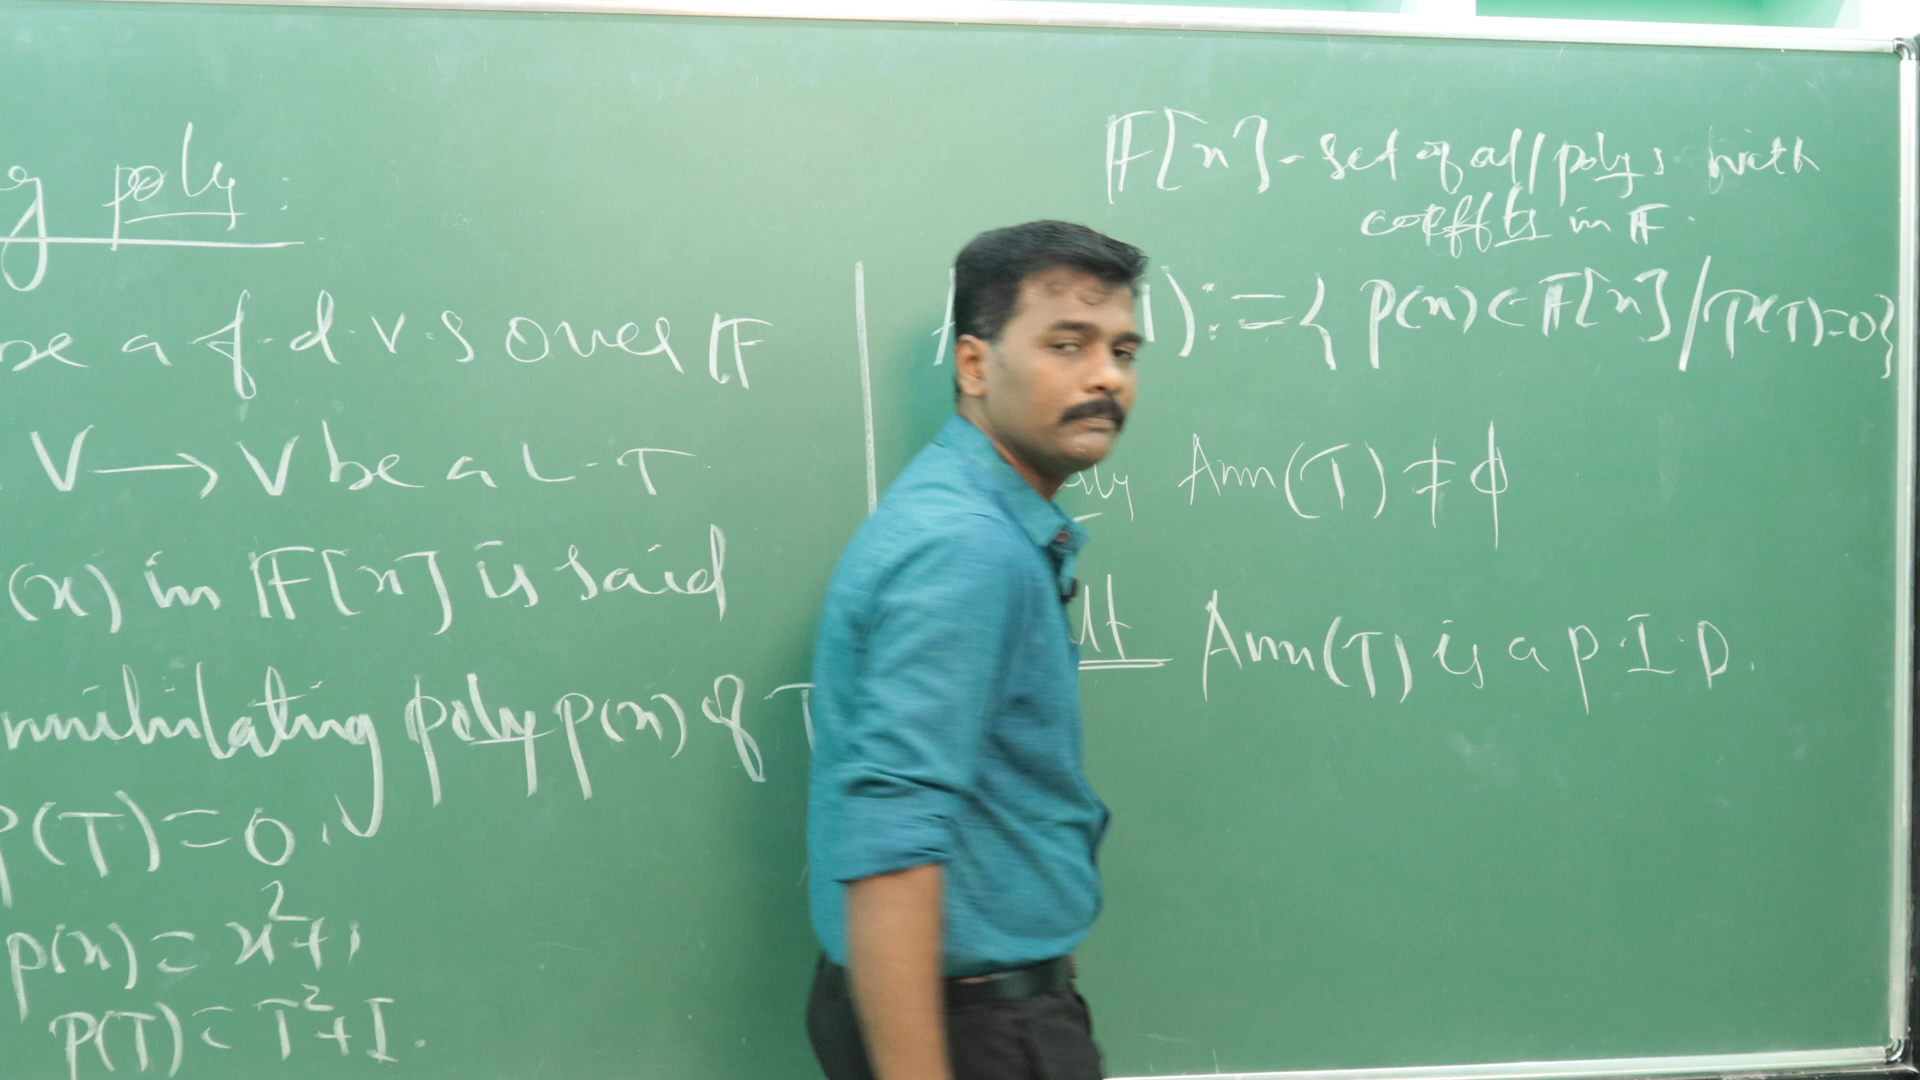 g poly :
be a f.d.v.s over F
V → V be a L.T
(x) in F[x] is said
nnihilating poly p(x) of T
P(T) = 0.
p(x) = x²+1
P(T) = T²+I.
F[x] - set of all polys with
coeffts in F.
):= { p(x) ∈ F[x] / p(T)=0}
Ann(T) ≠ ϕ
ult Ann(T) is a P.I.D.